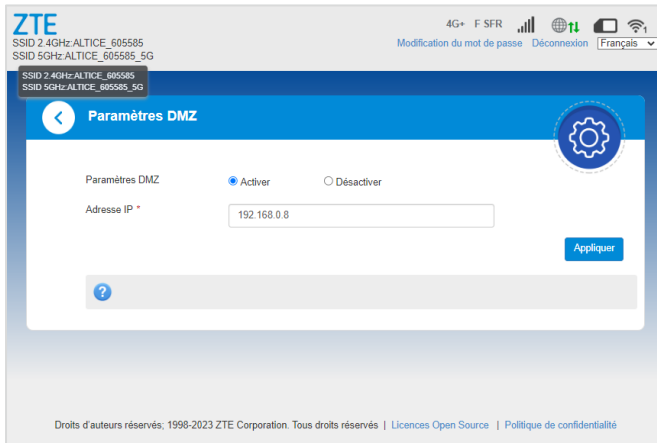 ZTE
4G+ F SFR
1
SSID 2.4GHz:ALTICE_605585
Modification du mot de passe Déconnexion Français
SSID 5GHz:ALTICE_605585_5G
SSID 2.4GHz:ALTICE_605585
SSID 5GHz:ALTICE_605585_5G
Paramètres DMZ
Paramètres DMZ Activer Désactiver
Adresse IP * 192.168.0.8
Appliquer
?
Droits d'auteurs réservés; 1998-2023 ZTE Corporation. Tous droits réservés | Licences Open Source | Politique de confidentialité